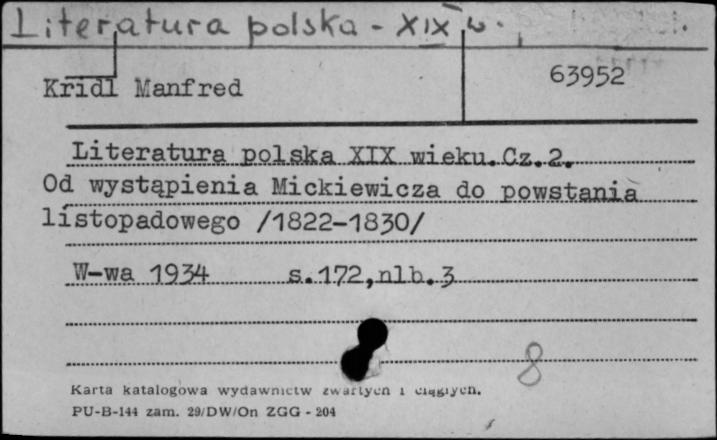 Literatura polska - XIX w.
Kridl Manfred
63952
Literatura polska XIX wieku.Cz.2.
Od wystąpienia Mickiewicza do powstania
listopadowego /1822-1830/
W-wa 1934 s.172,nlb.3
8
Karta katalogowa wydawnictw zwartych i ciągłych.
PU-B-144 zam. 29/DW/On ZGG - 204